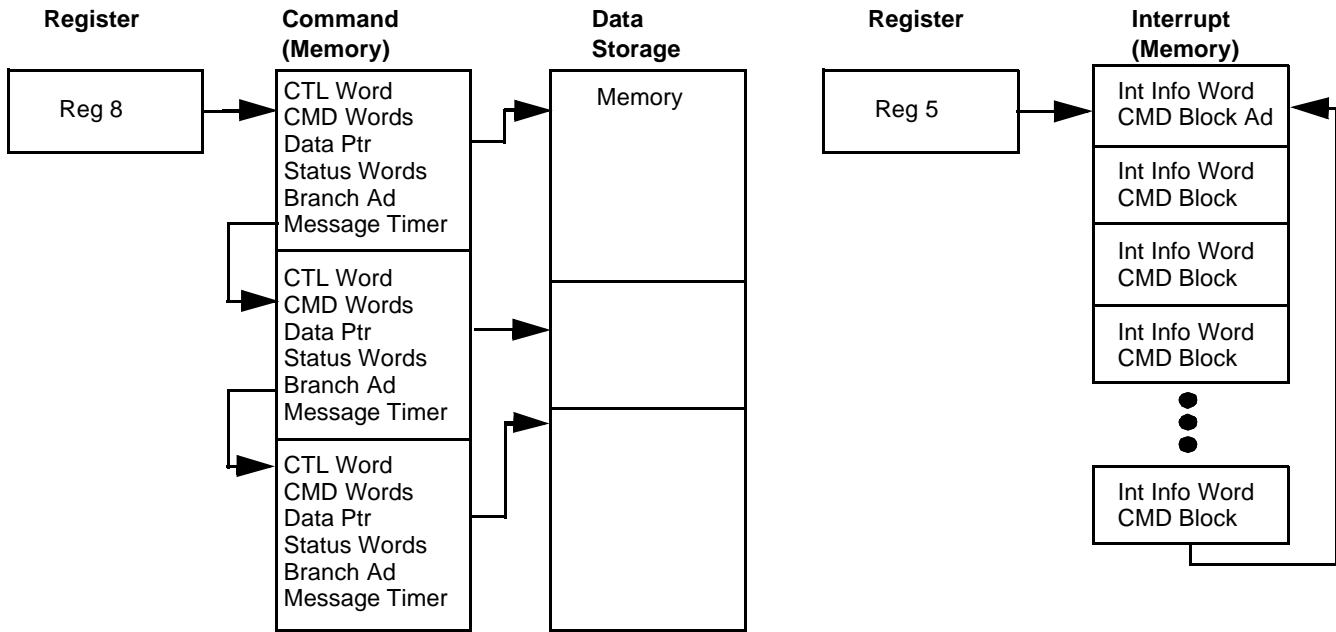 Register
Command
(Memory)
Data
Storage
Register
Interrupt
(Memory)
Reg 8
CTL Word
CMD Words
Data Ptr
Status Words
Branch Ad
Message Timer
CTL Word
CMD Words
Data Ptr
Status Words
Branch Ad
Message Timer
CTL Word
CMD Words
Data Ptr
Status Words
Branch Ad
Message Timer
Memory
Reg 5
Int Info Word
CMD Block Ad
Int Info Word
CMD Block
Int Info Word
CMD Block
Int Info Word
CMD Block
Int Info Word
CMD Block